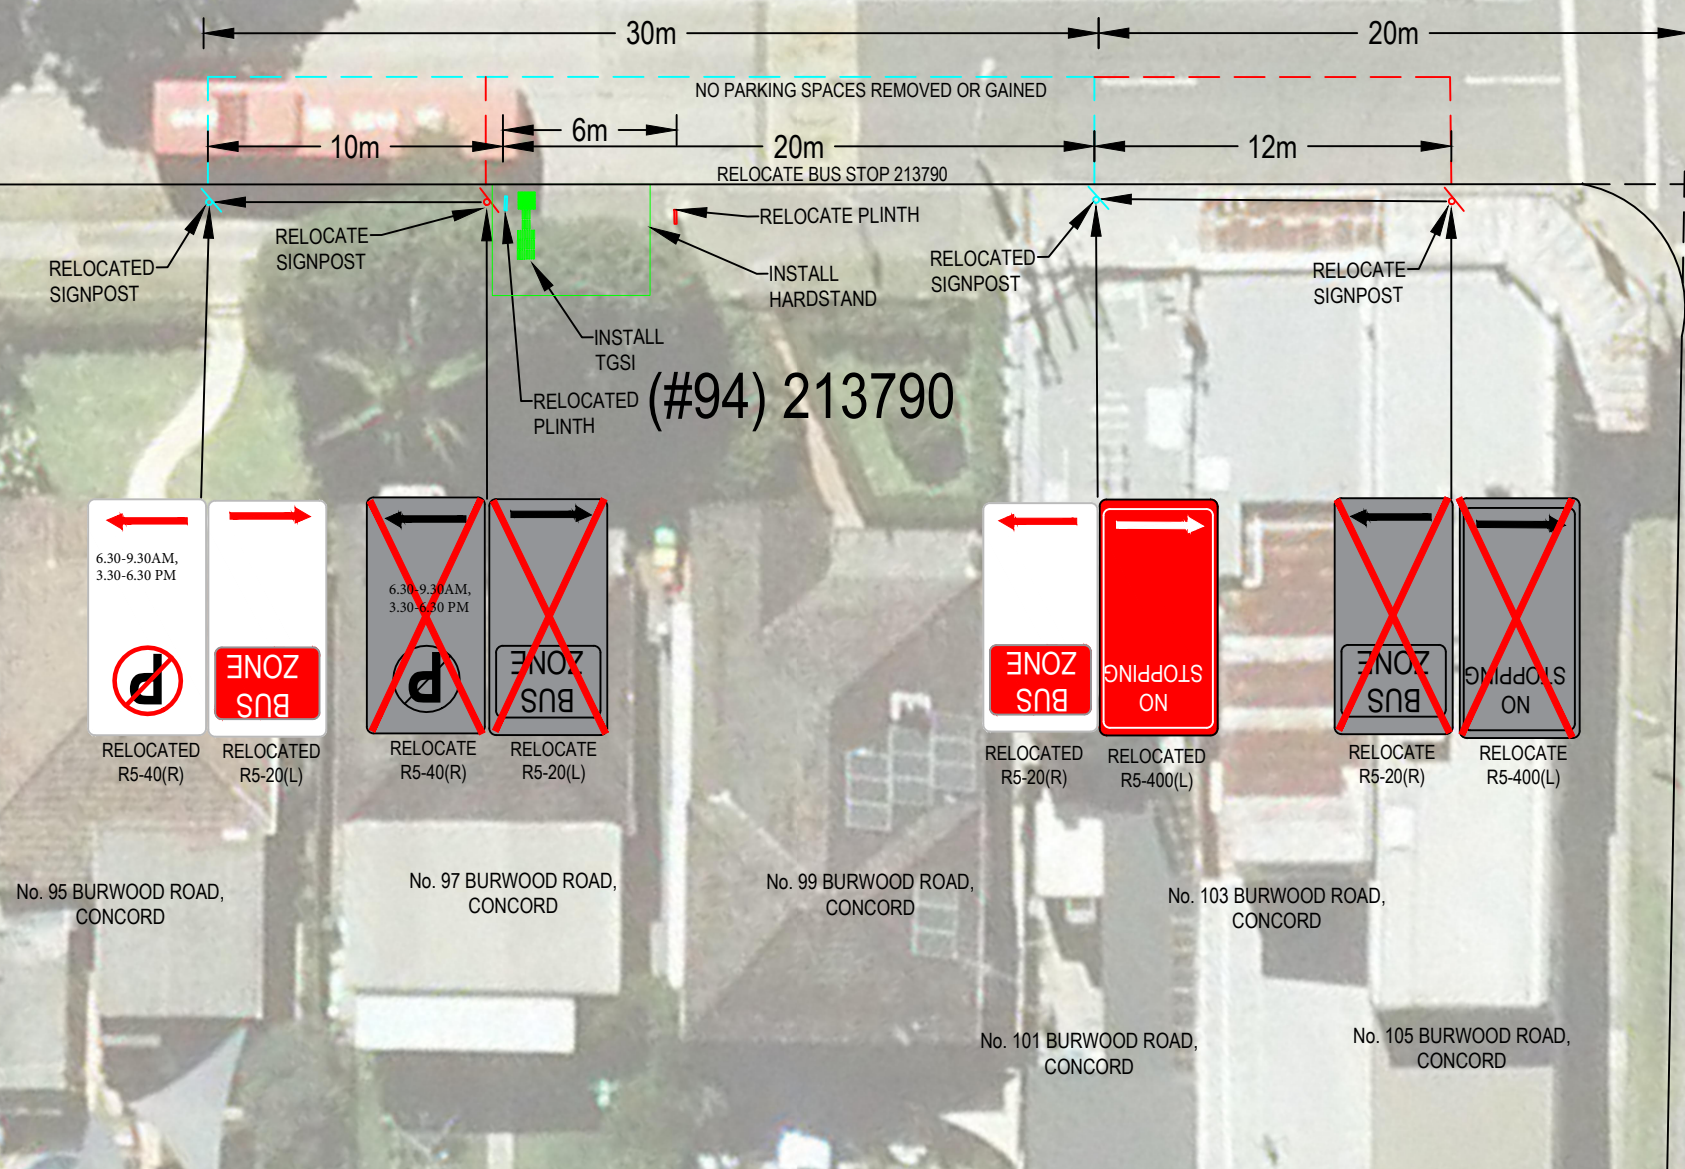 30m
20m
NO PARKING SPACES REMOVED OR GAINED
6m
10m
20m
12m
RELOCATE BUS STOP 213790
RELOCATED
SIGNPOST
RELOCATE
SIGNPOST
RELOCATE PLINTH
INSTALL
HARDSTAND
RELOCATED
SIGNPOST
RELOCATE
SIGNPOST
INSTALL
TGSI
RELOCATED
PLINTH
(#94) 213790
6.30-9.30AM,
3.30-6.30 PM
P
BUS
ZONE
6.30-9.30AM,
3.30-6.30 PM
P
BUS
ZONE
BUS
ZONE
NO
STOPPING
BUS
ZONE
NO
STOPPING
RELOCATED
R5-40(R)
RELOCATED
R5-20(L)
RELOCATE
R5-40(R)
RELOCATE
R5-20(L)
RELOCATED
R5-20(R)
RELOCATED
R5-400(L)
RELOCATE
R5-20(R)
RELOCATE
R5-400(L)
No. 95 BURWOOD ROAD,
CONCORD
No. 97 BURWOOD ROAD,
CONCORD
No. 99 BURWOOD ROAD,
CONCORD
No. 103 BURWOOD ROAD,
CONCORD
No. 101 BURWOOD ROAD,
CONCORD
No. 105 BURWOOD ROAD,
CONCORD